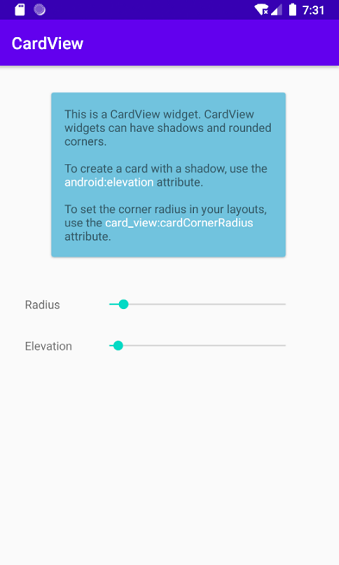 7:31
CardView
This is a CardView widget. CardView
widgets can have shadows and rounded
corners.
To create a card with a shadow, use the
android:elevation attribute.
To set the corner radius in your layouts,
use the card_view:cardCornerRadius
attribute.
Radius
Elevation